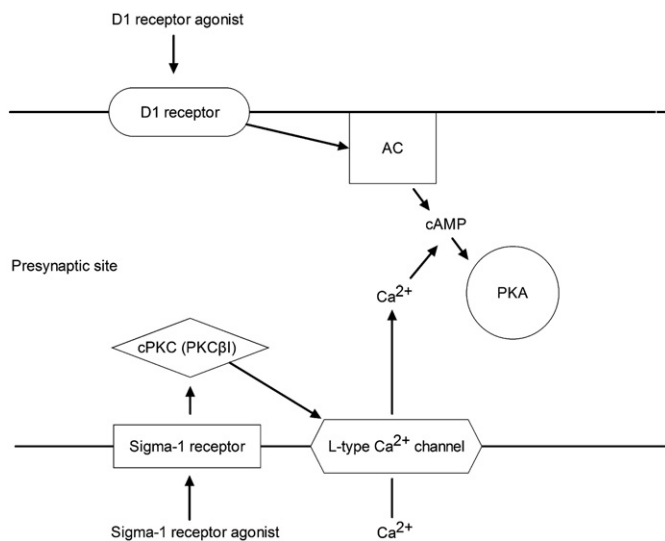 D1 receptor agonist
D1 receptor
AC
cAMP
Presynaptic site
Ca2+
PKA
cPKC (PKCβI)
Sigma-1 receptor
L-type Ca2+ channel
Sigma-1 receptor agonist
Ca2+